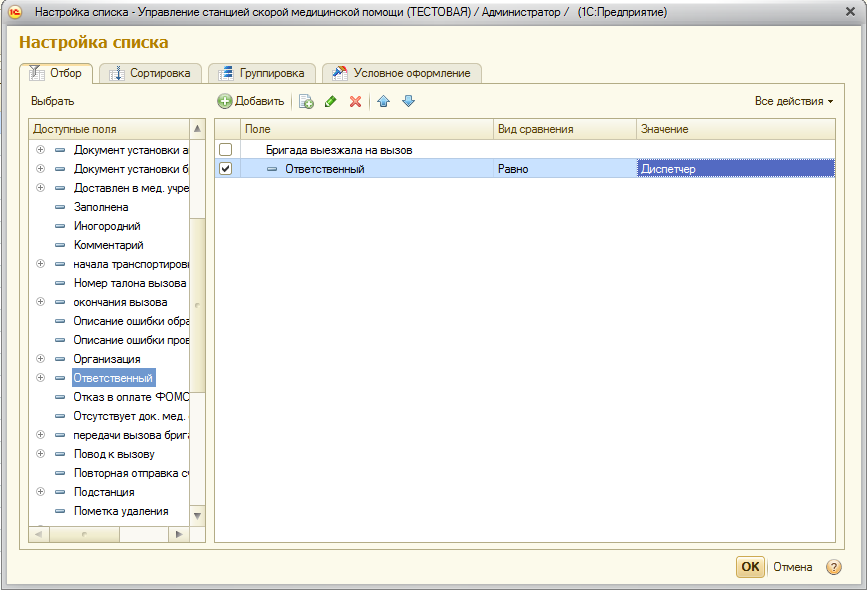 Настройка списка - Управление станцией скорой медицинской помощи (ТЕСТОВАЯ) / Администратор / (1С:Предприятие)
Настройка списка
Отбор Сортировка Группировка Условное оформление
Выбрать Добавить Все действия
Доступные поля Поле Вид сравнения Значение
Документ установки а Бригада выезжала на вызов
Документ установки б Ответственный Равно Диспетчер
Доставлен в мед. учре
Заполнена
Иногородний
Комментарий
начала транспортировк
Номер талона вызова
окончания вызова
Описание ошибки обра
Описание ошибки пров
Организация
Ответственный
Отказ в оплате ФОМС
Отсутствует док. мед.
передачи вызова брига
Повод к вызову
Повторная отправка сч
Подстанция
Пометка удаления
OK Отмена ?